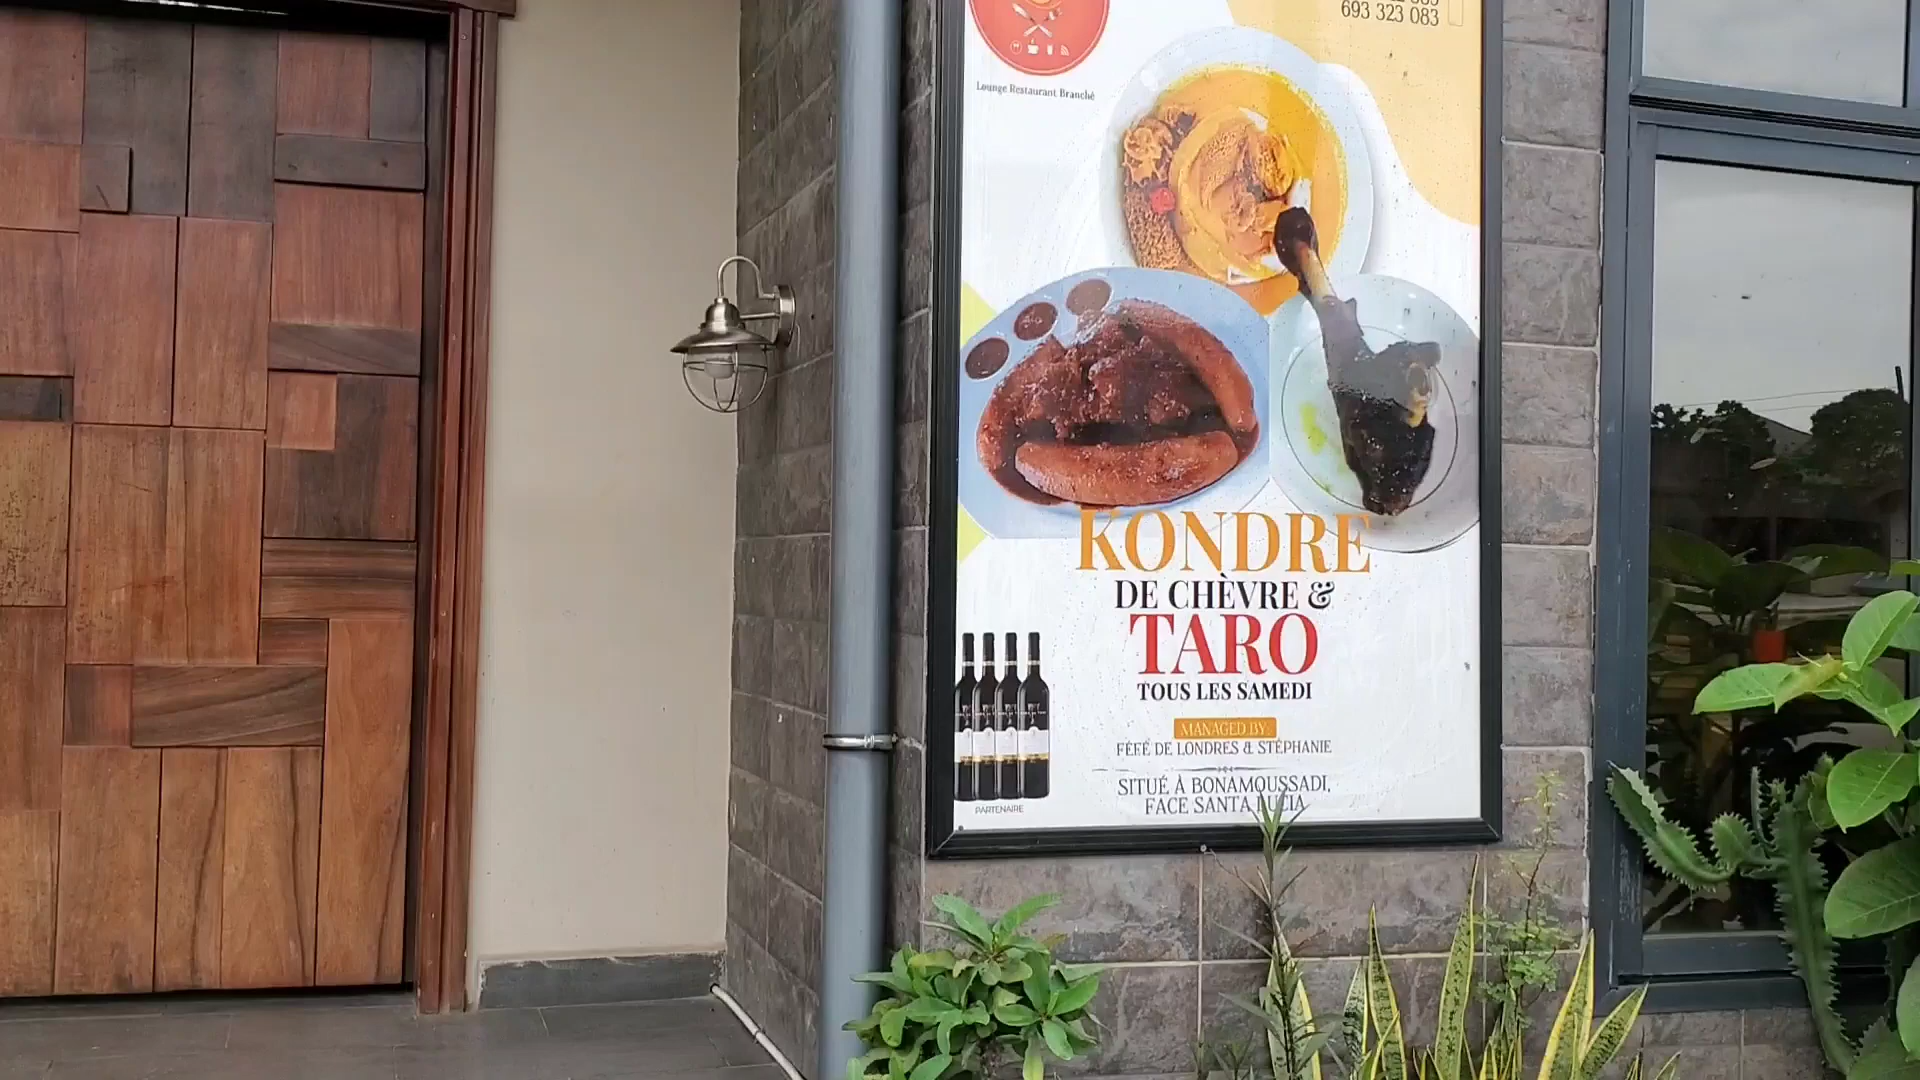 693 323 083
Lounge Restaurant Branché
KONDRE
DE CHÈVRE &
TARO
TOUS LES SAMEDI
MANAGED BY:
FÉFÉ DE LONDRES & STÉPHANIE
SITUÉ À BONAMOUSSADI,
FACE SANTA LUCIA
PARTENAIRE